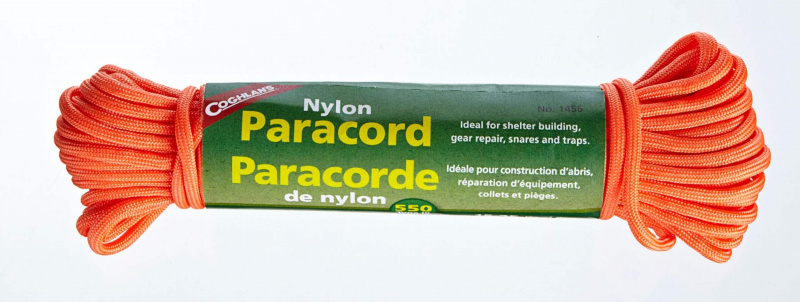 COGHLAN'S
Nylon
Paracord
Paracorde
de nylon
550
No. 1456
Ideal for shelter building,
gear repair, snares and traps.
Idéale pour construction d'abris,
réparation d'équipement,
collets et pièges.